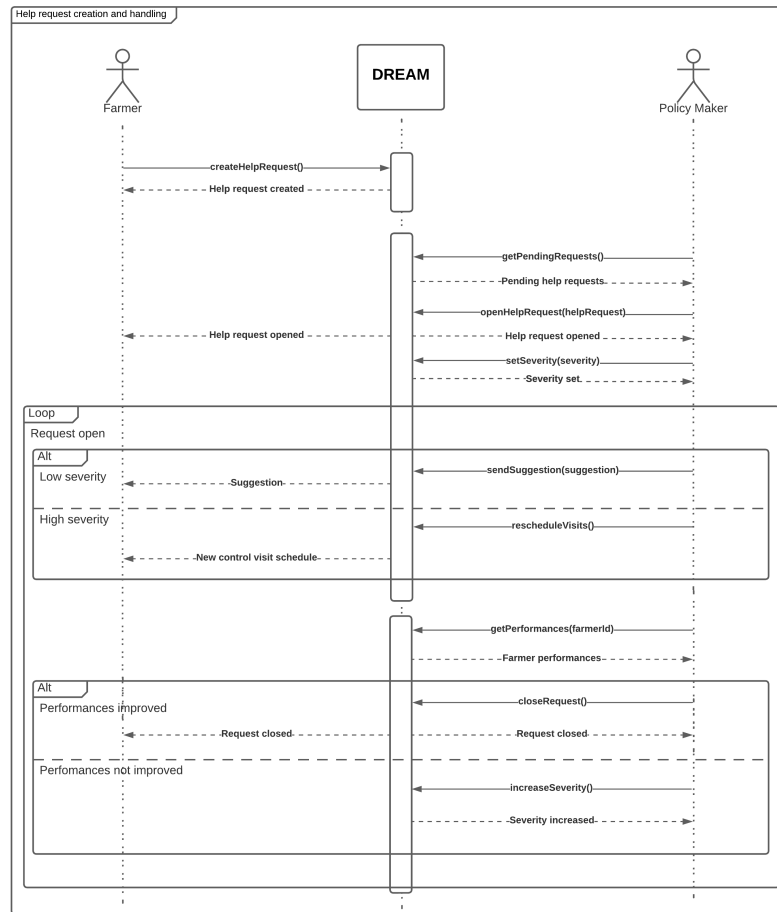 Help request creation and handling
DREAM
Farmer
Policy Maker
createHelpRequest()
Help request created
getPendingRequests()
Pending help requests
openHelpRequest(helpRequest)
Help request opened
Help request opened
setSeverity(severity)
Severity set
Loop
Request open
Alt
Low severity
sendSuggestion(suggestion)
Suggestion
High severity
rescheduleVisits()
New control visit schedule
getPerformances(farmerId)
Farmer performances
Alt
Performances improved
closeRequest()
Request closed
Request closed
Perfomances not improved
increaseSeverity()
Severity increased